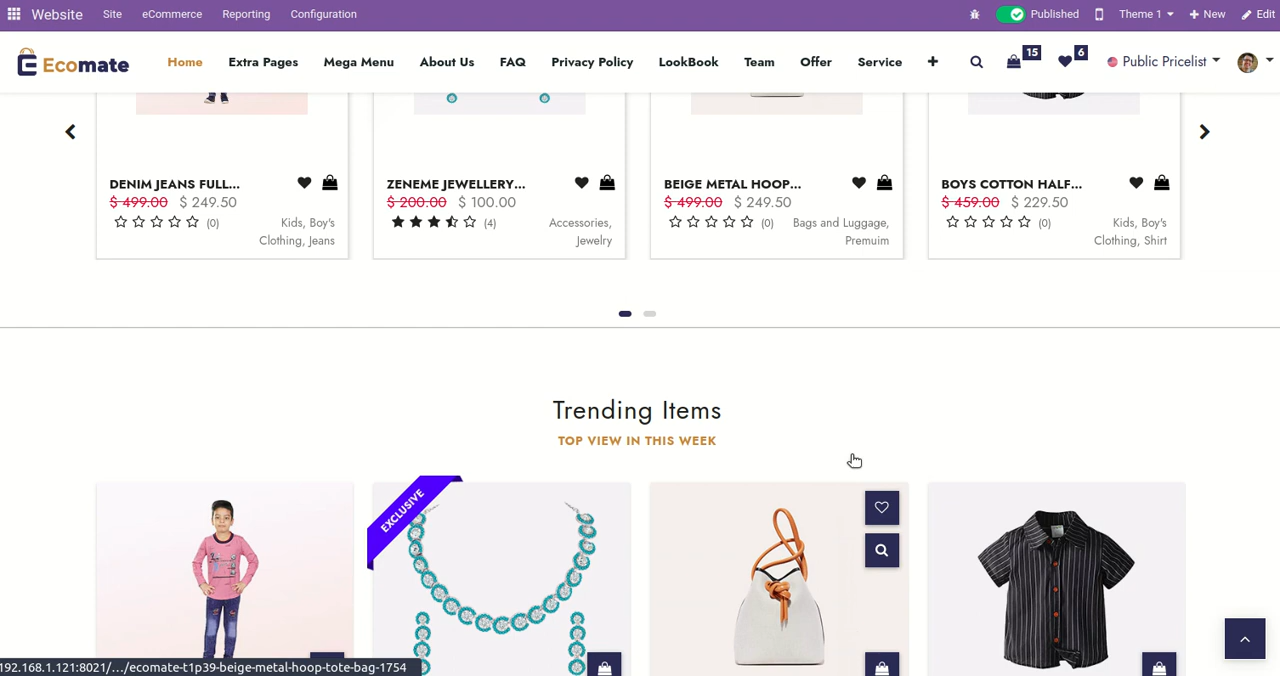 Website Site eCommerce Reporting Configuration Published Theme 1 New Edit
Ecomate Home Extra Pages Mega Menu About Us FAQ Privacy Policy LookBook Team Offer Service 15 6 Public Pricelist
DENIM JEANS FULL...
$ 499.00 $ 249.50
(0) Kids, Boy's
Clothing, Jeans
ZENEME JEWELLERY...
$ 200.00 $ 100.00
(4) Accessories,
Jewelry
BEIGE METAL HOOP...
$ 499.00 $ 249.50
(0) Bags and Luggage,
Premuim
BOYS COTTON HALF...
$ 459.00 $ 229.50
(0) Kids, Boy's
Clothing, Shirt
Trending Items
TOP VIEW IN THIS WEEK
EXCLUSIVE
192.168.1.121:8021/.../ecomate-t1p39-beige-metal-hoop-tote-bag-1754